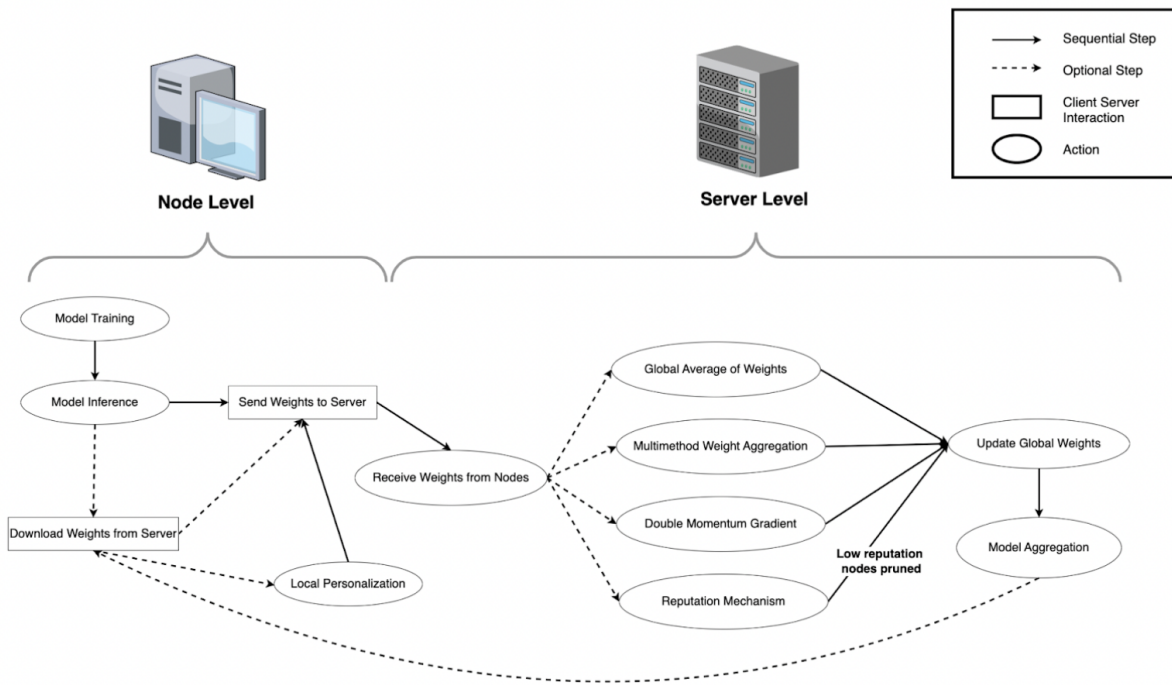 Sequential Step
Optional Step
Client Server
Interaction
Action
Node Level
Server Level
Model Training
Model Inference
Send Weights to Server
Download Weights from Server
Local Personalization
Receive Weights from Nodes
Global Average of Weights
Multimethod Weight Aggregation
Double Momentum Gradient
Reputation Mechanism
Low reputation
nodes pruned
Update Global Weights
Model Aggregation